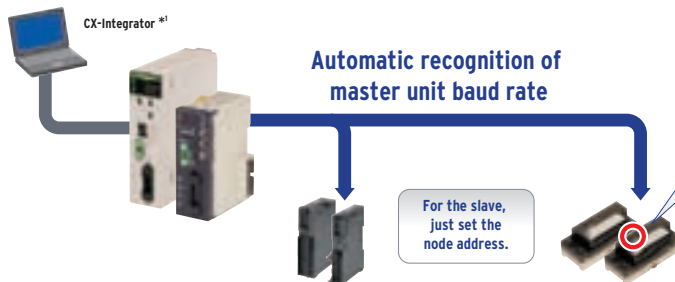 CX-Integrator *¹
Automatic recognition of
master unit baud rate
For the slave,
just set the
node address.